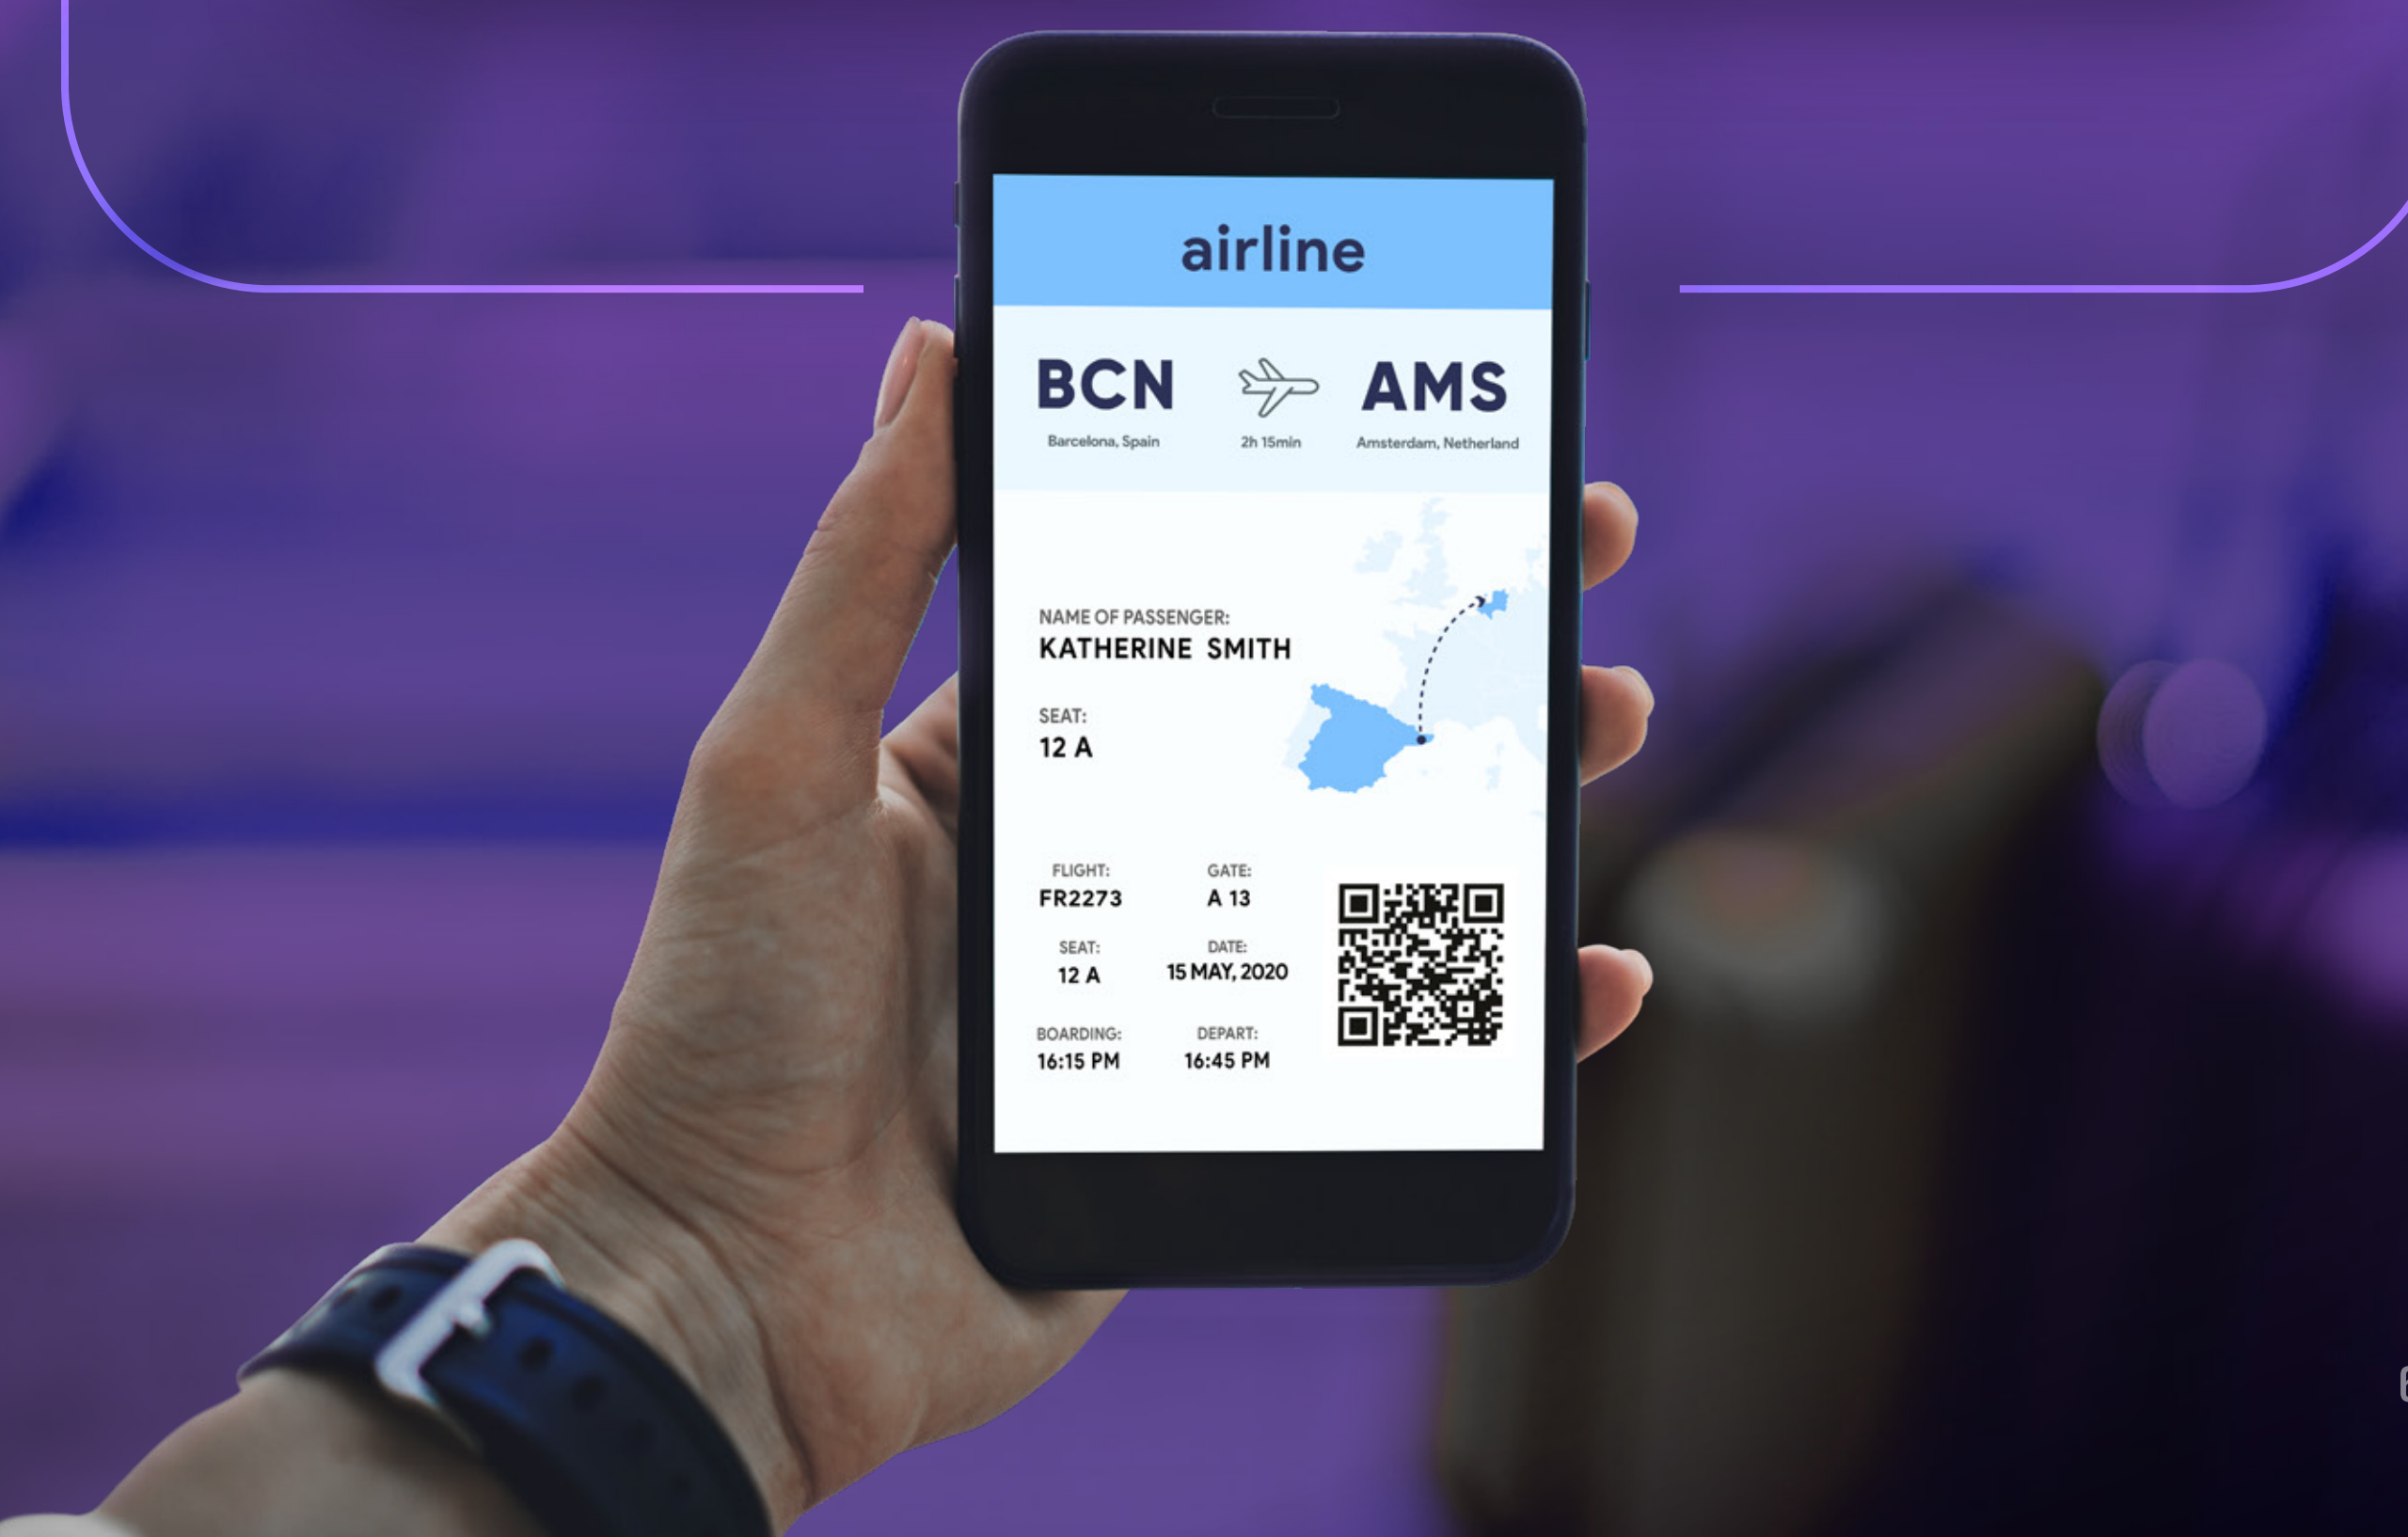 airline
BCN AMS
Barcelona, Spain 2h 15min Amsterdam, Netherland
NAME OF PASSENGER:
KATHERINE SMITH
SEAT:
12 A
FLIGHT: GATE:
FR2273 A 13
SEAT: DATE:
12 A 15 MAY, 2020
BOARDING: DEPART:
16:15 PM 16:45 PM